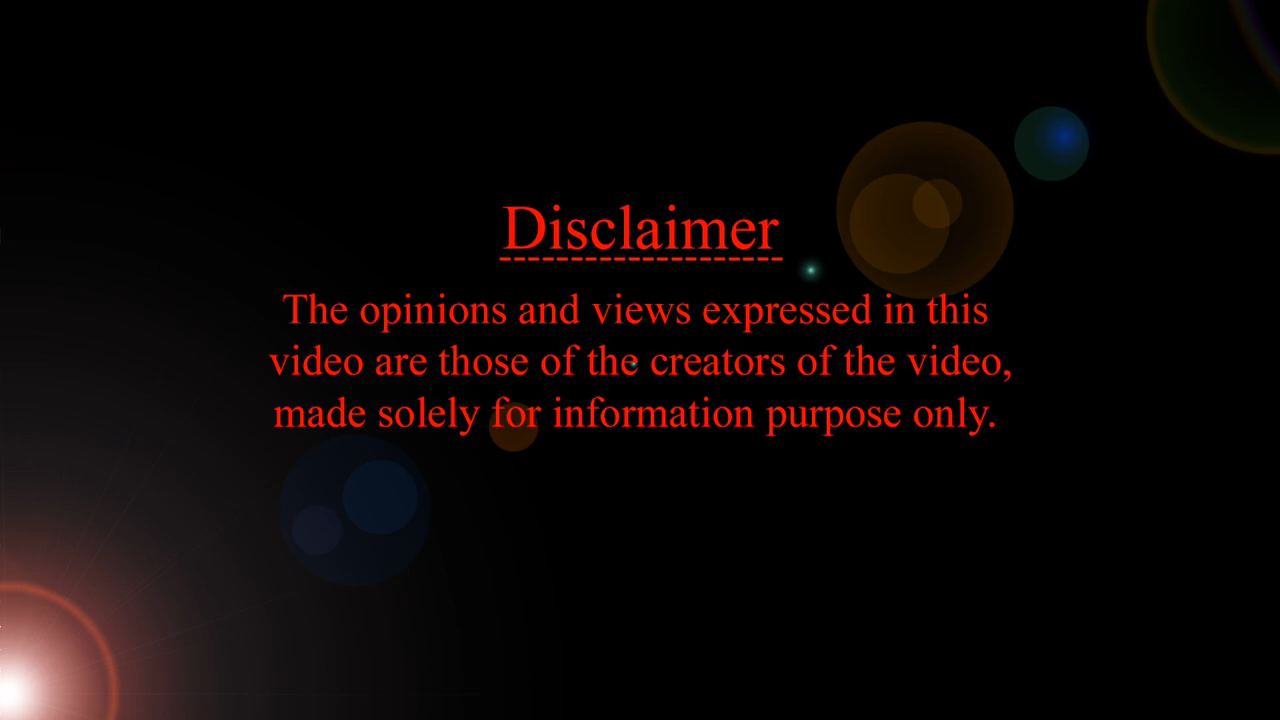 Disclaimer
The opinions and views expressed in this
video are those of the creators of the video,
made solely for information purpose only.